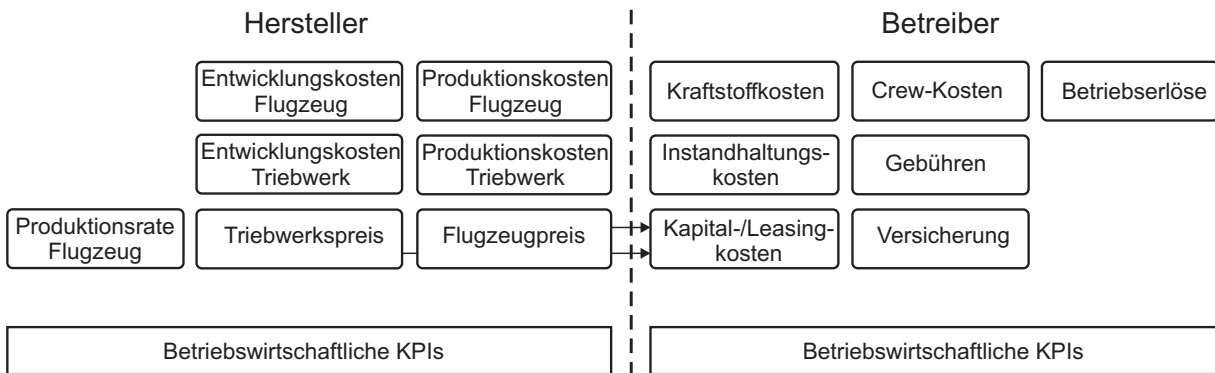 Hersteller
Betreiber
Entwicklungskosten
Flugzeug
Produktionskosten
Flugzeug
Kraftstoffkosten
Crew-Kosten
Betriebserlöse
Entwicklungskosten
Triebwerk
Produktionskosten
Triebwerk
Instandhaltungs-
kosten
Gebühren
Produktionsrate
Flugzeug
Triebwerkspreis
Flugzeugpreis
Kapital-/Leasing-
kosten
Versicherung
Betriebswirtschaftliche KPIs
Betriebswirtschaftliche KPIs